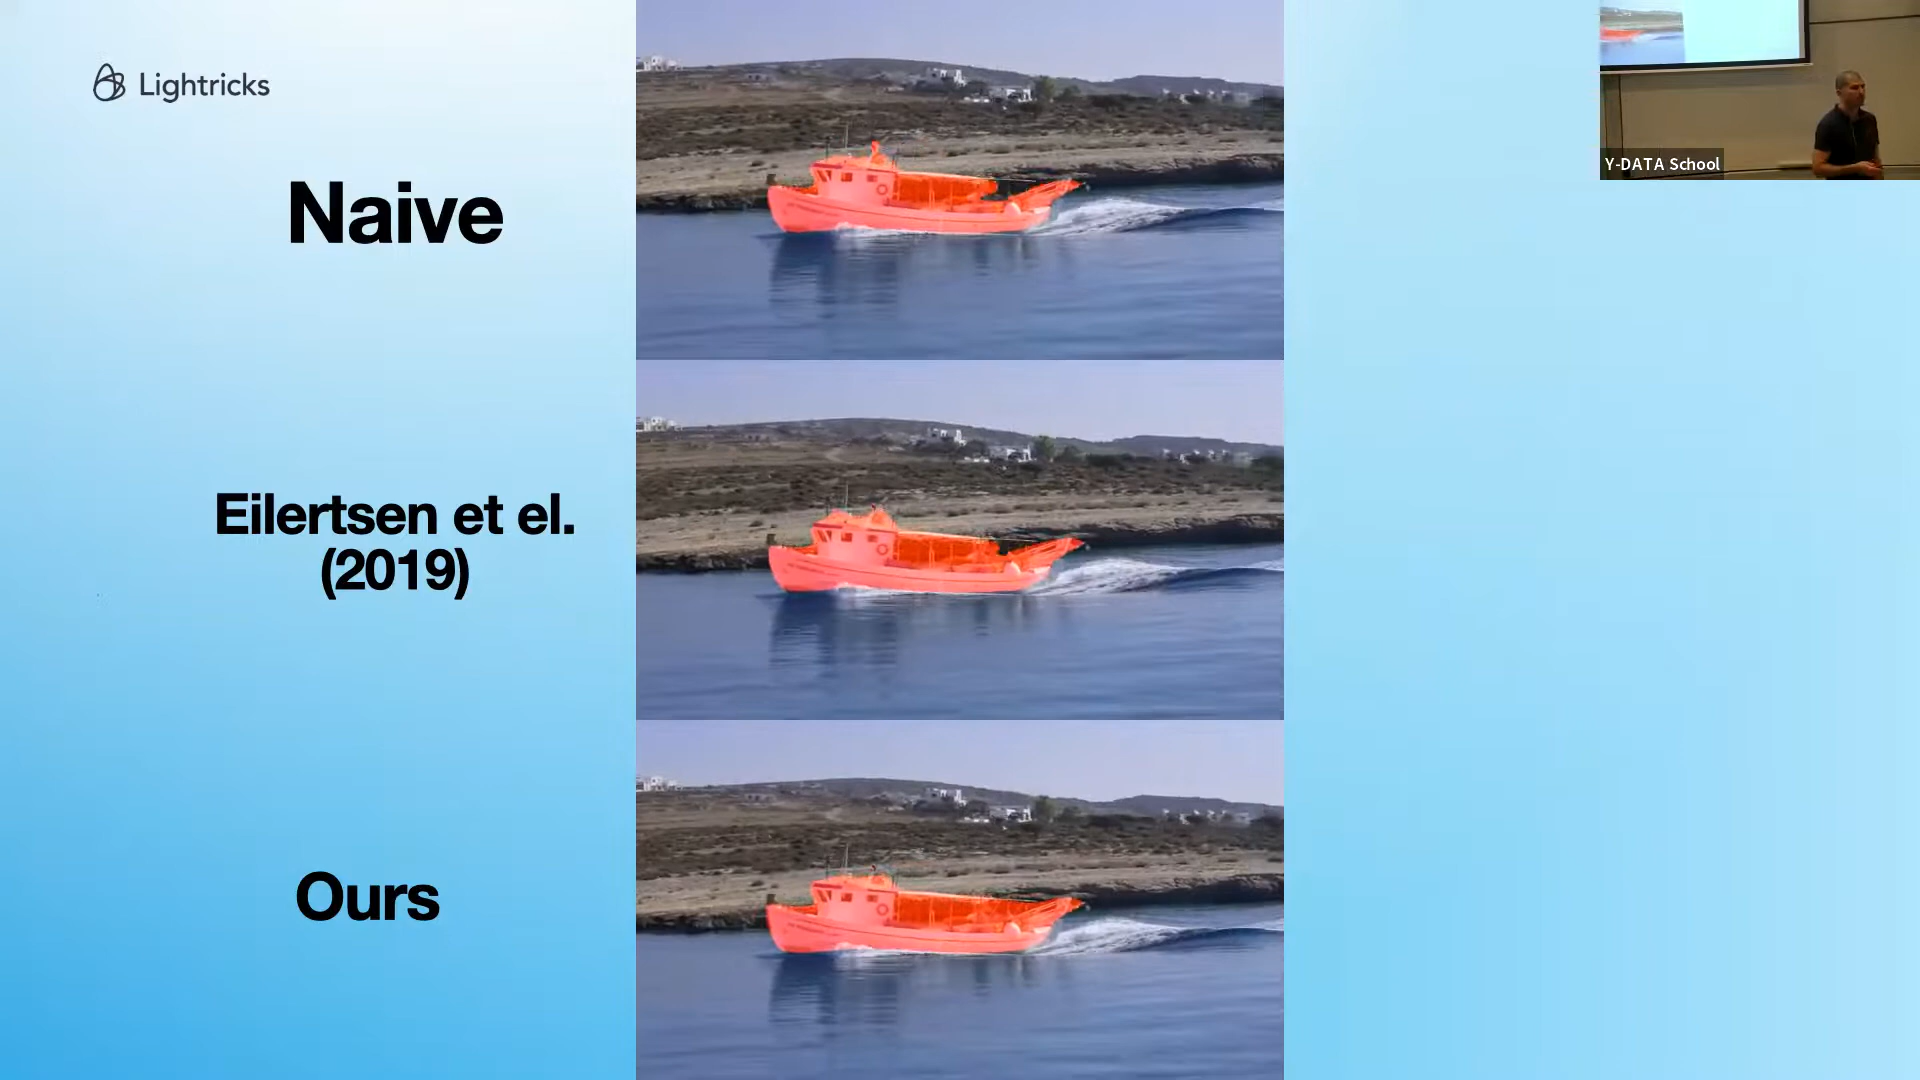 Lightricks
Naive
Eilertsen et el.
(2019)
Ours
Y-DATA School